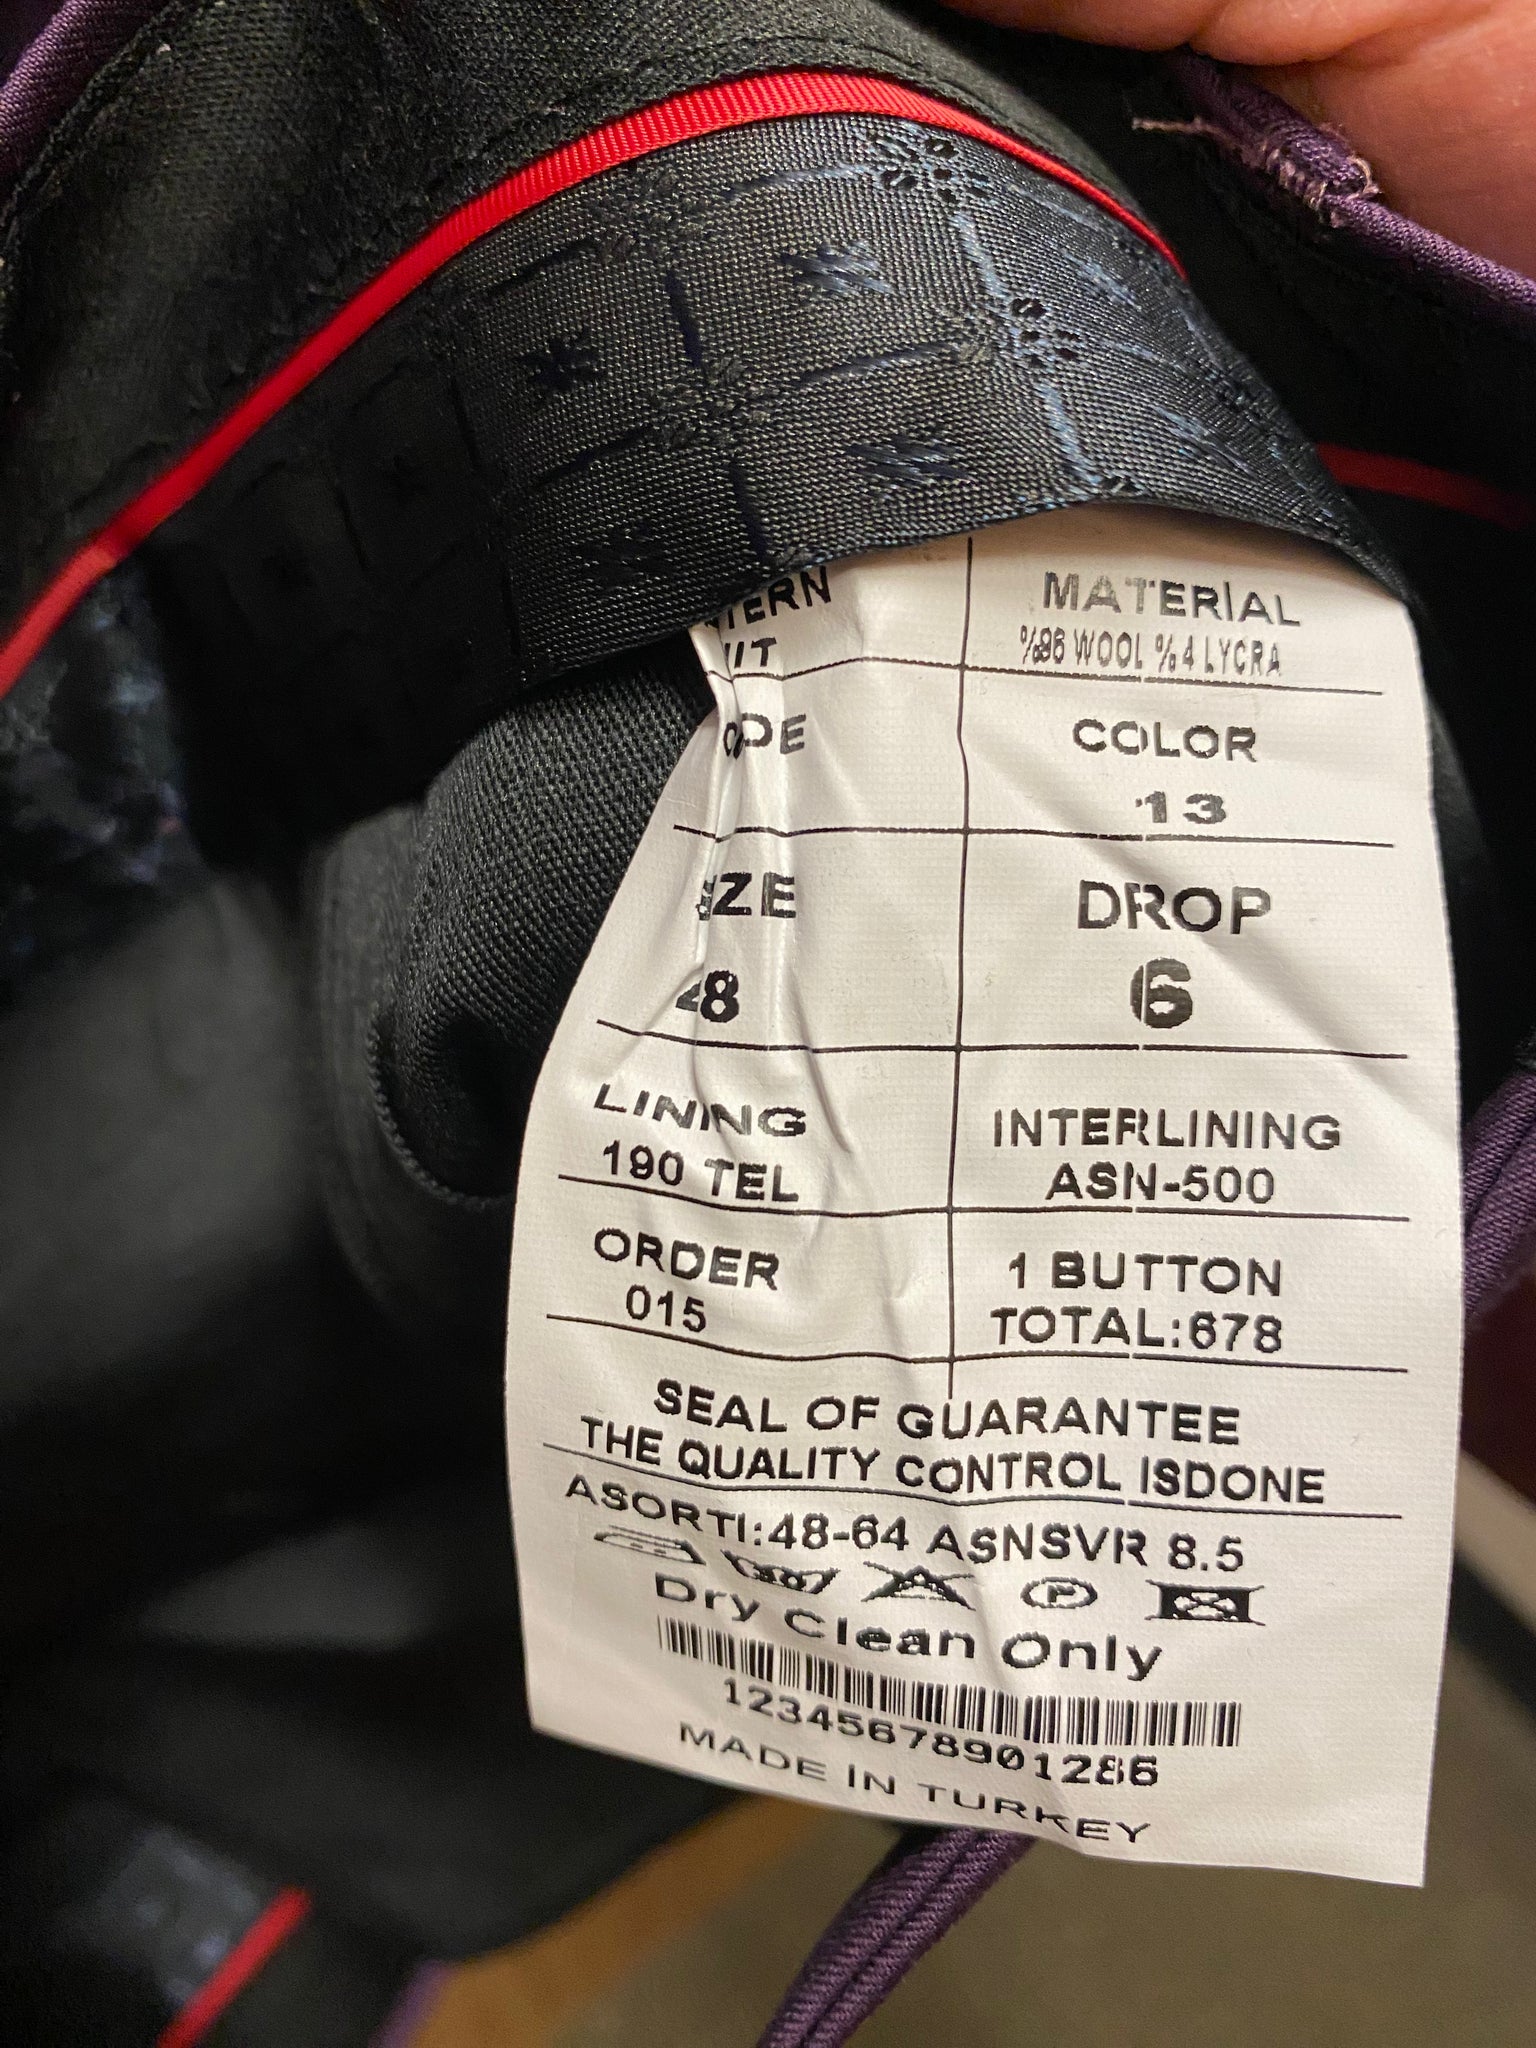 MATERIAL
%96 WOOL %4 LYCRA
COLOR
13
DROP
6
LINING
190 TEL
INTERLINING
ASN-500
ORDER
015
1 BUTTON
TOTAL:678
SEAL OF GUARANTEE
THE QUALITY CONTROL ISDONE
ASORTI:48-64 ASNSVR 8.5
P
Dry Clean Only
12345678901286
MADE IN TURKEY